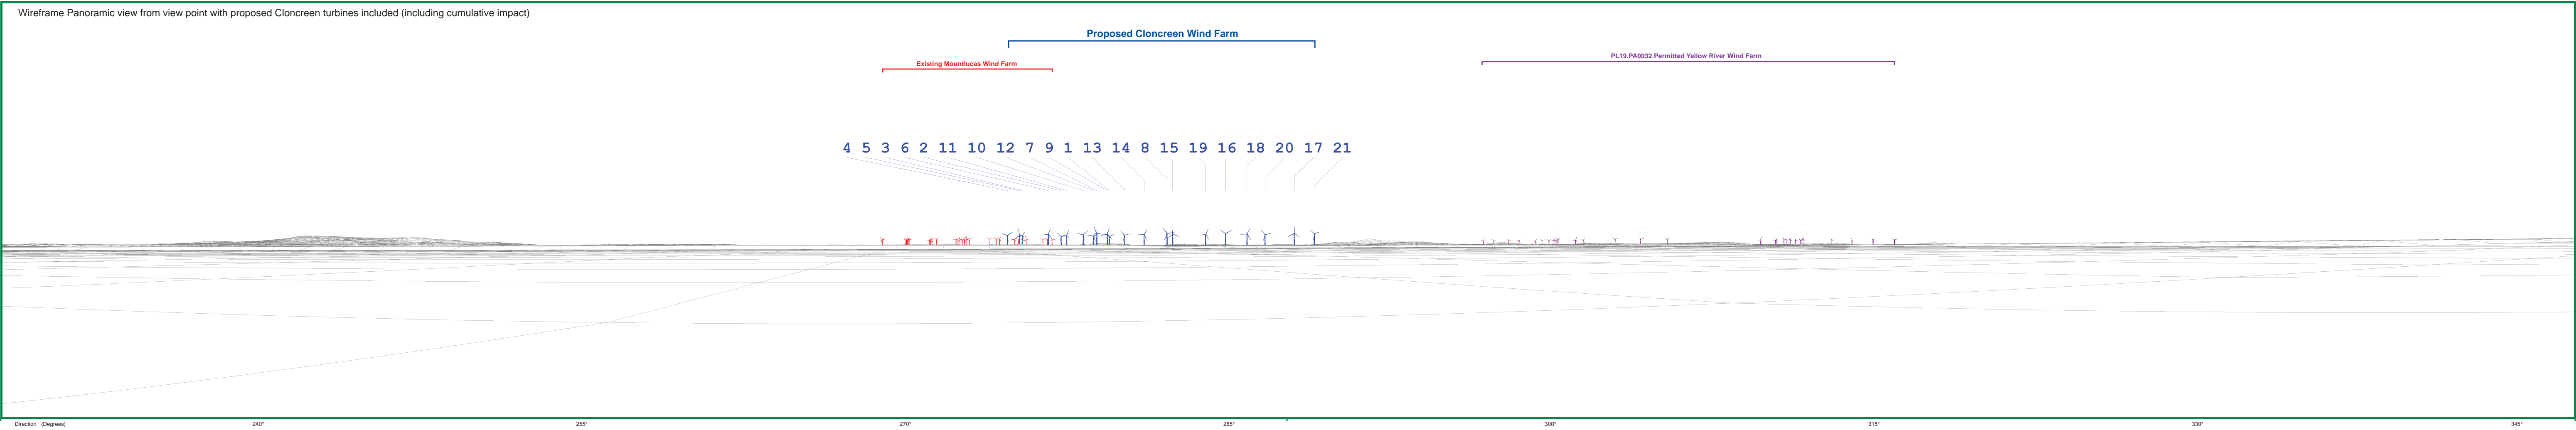 Wireframe Panoramic view from view point with proposed Cloncreen turbines included (including cumulative impact)
Proposed Cloncreen Wind Farm
PL19.PA0032 Permitted Yellow River Wind Farm
Existing Mountlucas Wind Farm
4 5 3 6 2 11 10 12 7 9 1 13 14 8 15 19 16 18 20 17 21
Direction (Degrees) 240° 255° 270° 285° 300° 315° 330° 345°